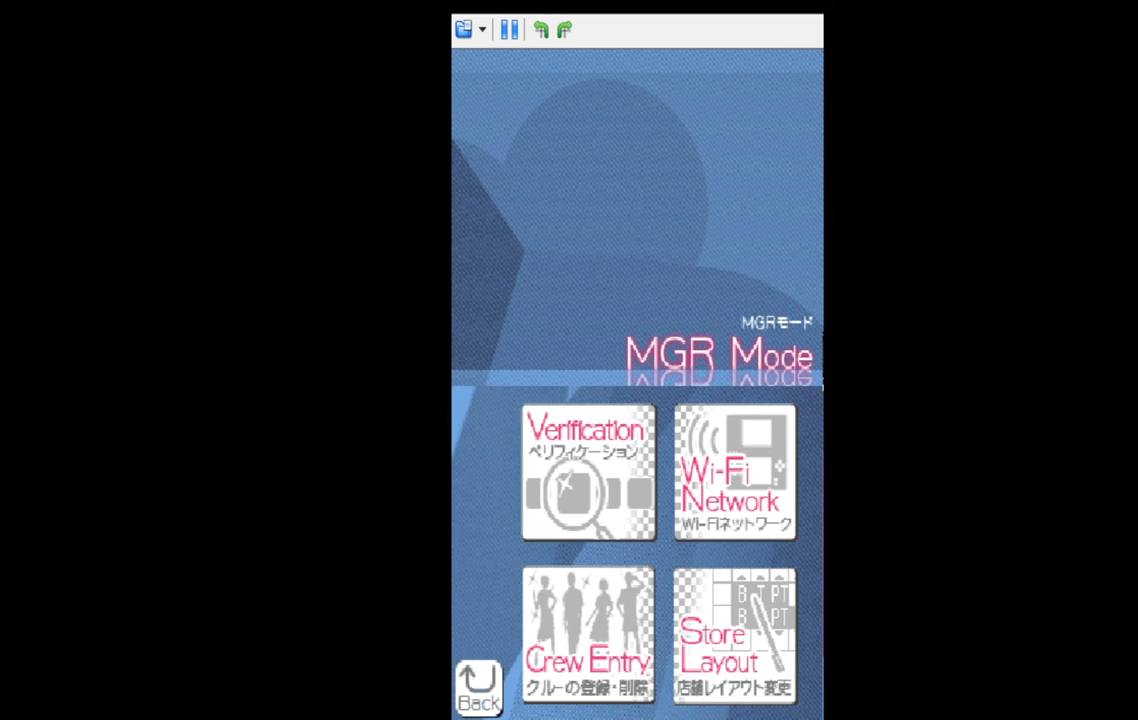 MGRモード
MGR Mode
Verification
ベリフィケーション
Wi-Fi
Network
Wi-Fiネットワーク
B T PT
B PT
Crew Entry
クルーの登録・削除
Store
Layout
店舗レイアウト変更
Back